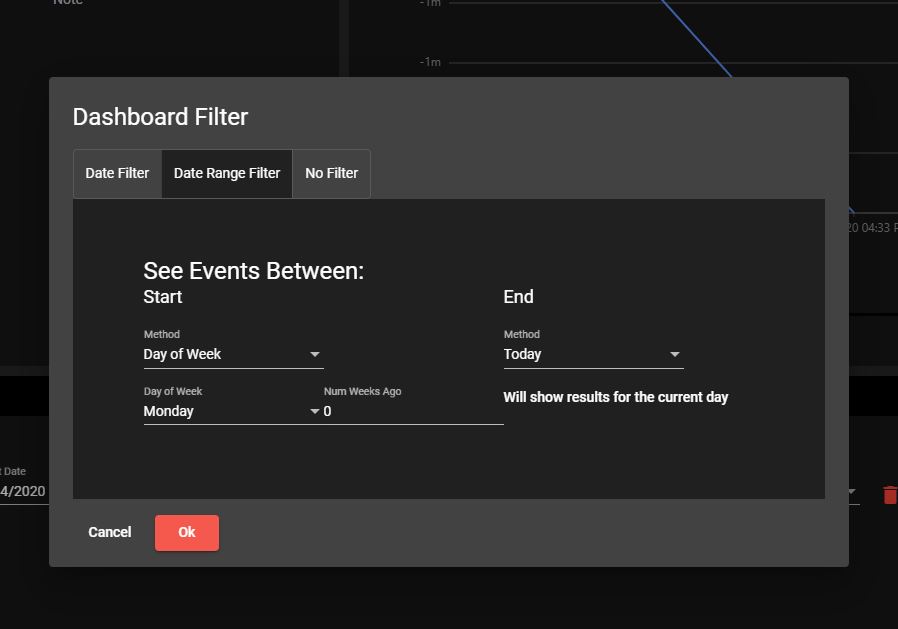 Note
-1m
-1m
Dashboard Filter
Date Filter
Date Range Filter
No Filter
20 04:33 P
See Events Between:
Start
End
Method
Method
Day of Week
Today
Day of Week
Num Weeks Ago
Will show results for the current day
Monday
0
t Date
4/2020
Cancel
Ok